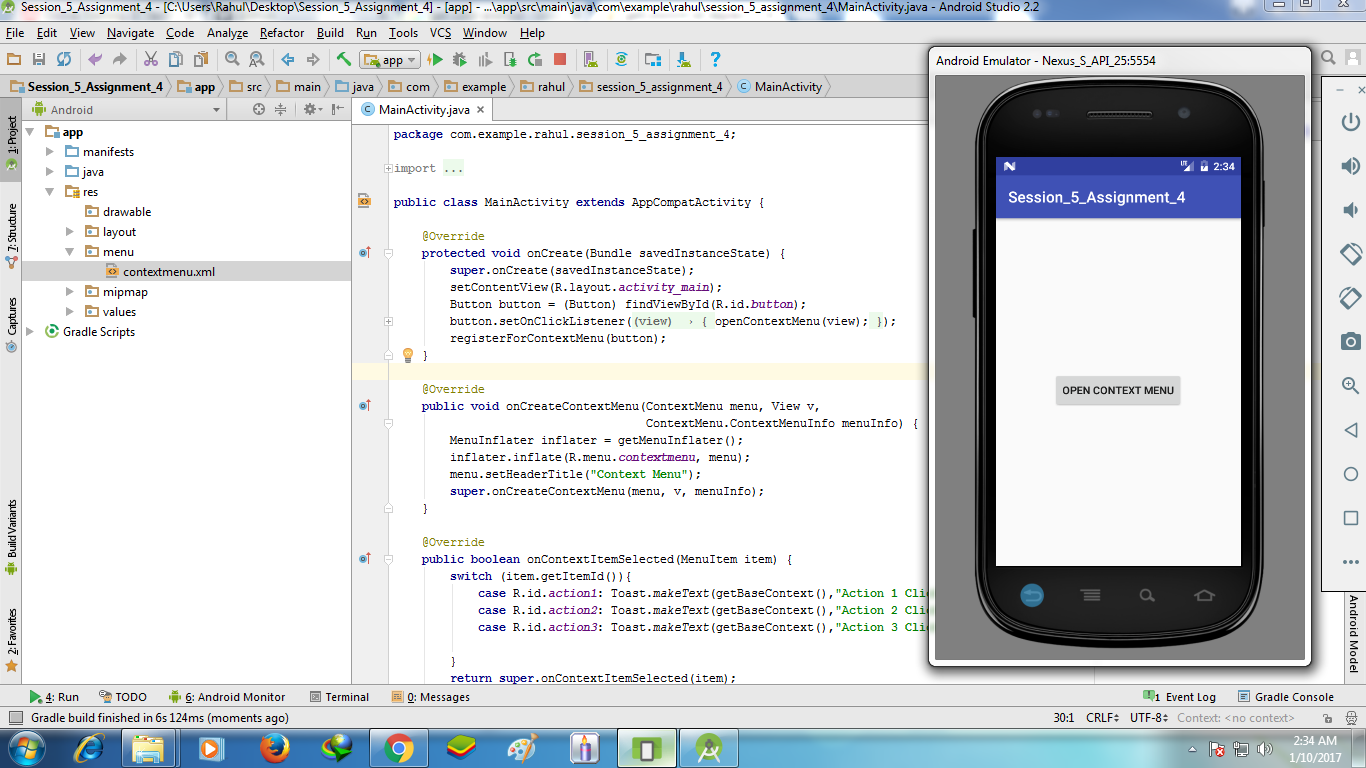 Session_5_Assignment_4 - [C:\Users\Rahul\Desktop\Session_5_Assignment_4] - [app] - ...\app\src\main\java\com\example\rahul\session_5_assignment_4\MainActivity.java - Android Studio 2.2
File Edit View Navigate Code Analyze Refactor Build Run Tools VCS Window Help
app
Session_5_Assignment_4 app src main java com example rahul session_5_assignment_4 MainActivity
Android
MainActivity.java
1: Project
7: Structure
Captures
Build Variants
2: Favorites
app
manifests
java
res
drawable
layout
menu
contextmenu.xml
mipmap
values
Gradle Scripts
package com.example.rahul.session_5_assignment_4;
import ...
public class MainActivity extends AppCompatActivity {
@Override
protected void onCreate(Bundle savedInstanceState) {
super.onCreate(savedInstanceState);
setContentView(R.layout.activity_main);
Button button = (Button) findViewById(R.id.button);
button.setOnClickListener((view) → { openContextMenu(view); });
registerForContextMenu(button);
}
@Override
public void onCreateContextMenu(ContextMenu menu, View v,
ContextMenu.ContextMenuInfo menuInfo) {
MenuInflater inflater = getMenuInflater();
inflater.inflate(R.menu.contextmenu, menu);
menu.setHeaderTitle("Context Menu");
super.onCreateContextMenu(menu, v, menuInfo);
}
@Override
public boolean onContextItemSelected(MenuItem item) {
switch (item.getItemId()){
case R.id.action1: Toast.makeText(getBaseContext(),"Action 1 Cli
case R.id.action2: Toast.makeText(getBaseContext(),"Action 2 Cli
case R.id.action3: Toast.makeText(getBaseContext(),"Action 3 Cli
}
return super.onContextItemSelected(item);
Android Emulator - Nexus_S_API_25:5554
LTE 2:34
Session_5_Assignment_4
OPEN CONTEXT MENU
Android Model
4: Run TODO 6: Android Monitor Terminal 0: Messages 1 Event Log Gradle Console
Gradle build finished in 6s 124ms (moments ago) 30:1 CRLF UTF-8 Context: <no context>
2:34 AM
1/10/2017